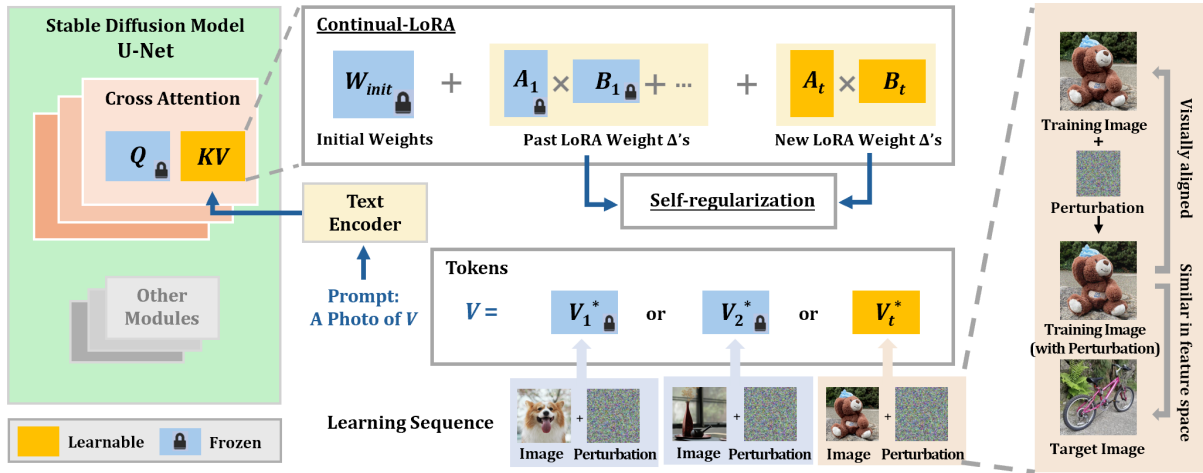 Stable Diffusion Model
U-Net
Cross Attention
Q
KV
Other
Modules
Learnable
Frozen
Continual-LoRA
W_init + A_1 × B_1 + ··· + A_t × B_t
Initial Weights
Past LoRA Weight Δ's
New LoRA Weight Δ's
Self-regularization
Text
Encoder
Prompt:
A Photo of V
Tokens
V = V_1^* or V_2^* or V_t^*
Learning Sequence
+
Image Perturbation
+
Image Perturbation
+
Image Perturbation
Training Image
+
Perturbation
Training Image
(with Perturbation)
Target Image
Visually aligned
Similar in feature space